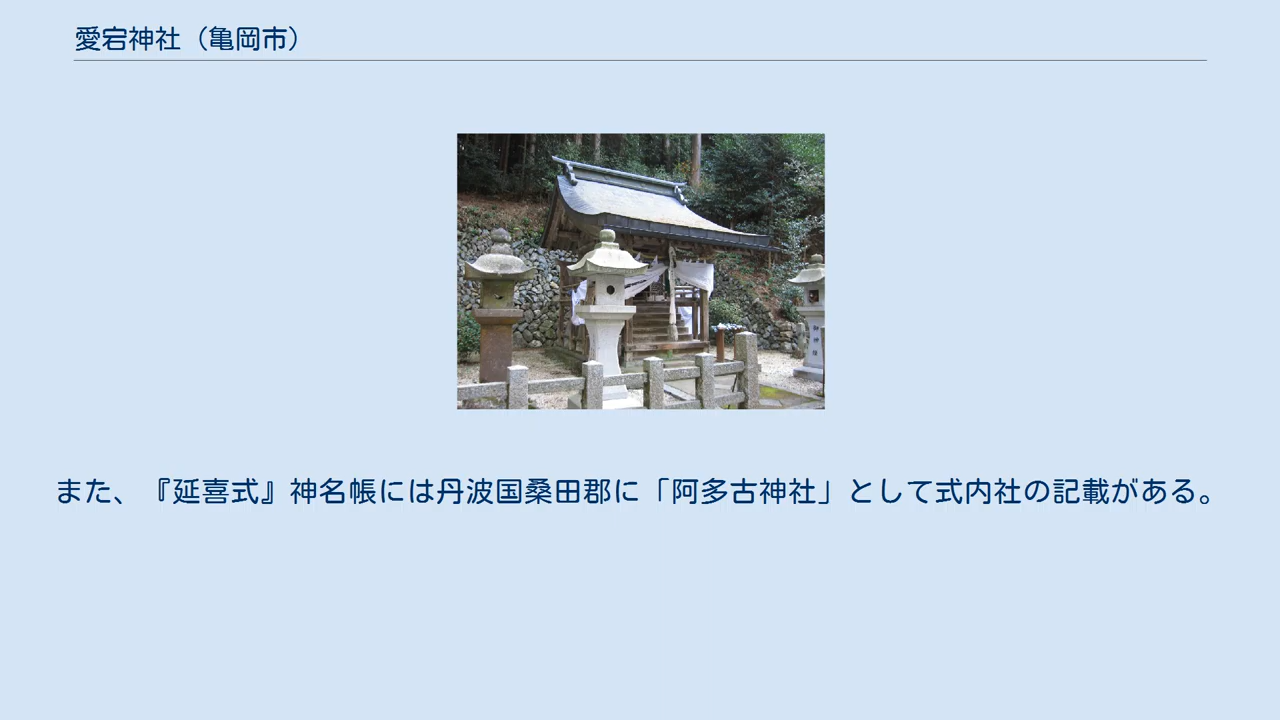 愛宕神社（亀岡市）
また、『延喜式』神名帳には丹波国桑田郡に「阿多古神社」として式内社の記載がある。